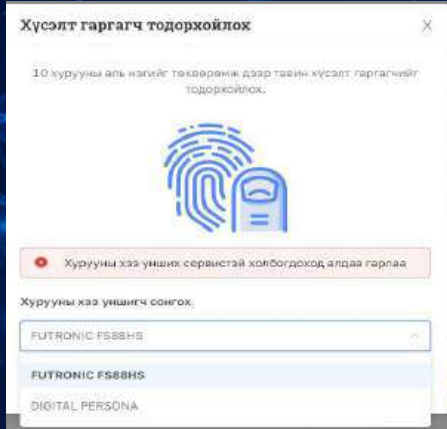 Хүсэлт гаргагч тодорхойлох
10 хурууны аль нэгийг төхөөрөмж дээр тавин хүсэлт гаргагчийг
тодорхойлох.
Хурууны хээ унших сервистэй холбогдоход алдаа гарлаа
Хурууны хээ уншигч сонгох
FUTRONIC FS88HS
FUTRONIC FS88HS
DIGITAL PERSONA